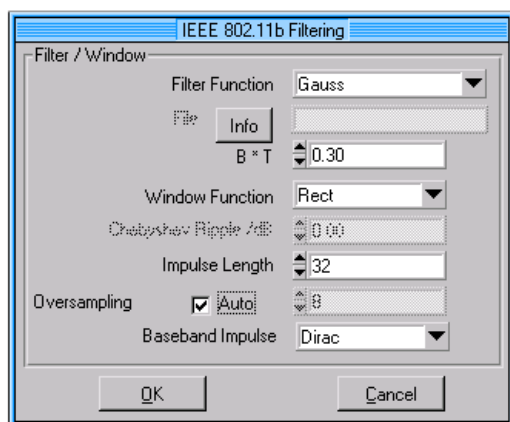 IEEE 802.11b Filtering
Filter / Window
Filter Function Gauss
File Info
B * T 0.30
Window Function Rect
Chebyshev Ripple /dB 0.00
Impulse Length 32
Oversampling Auto 8
Baseband Impulse Dirac
OK Cancel